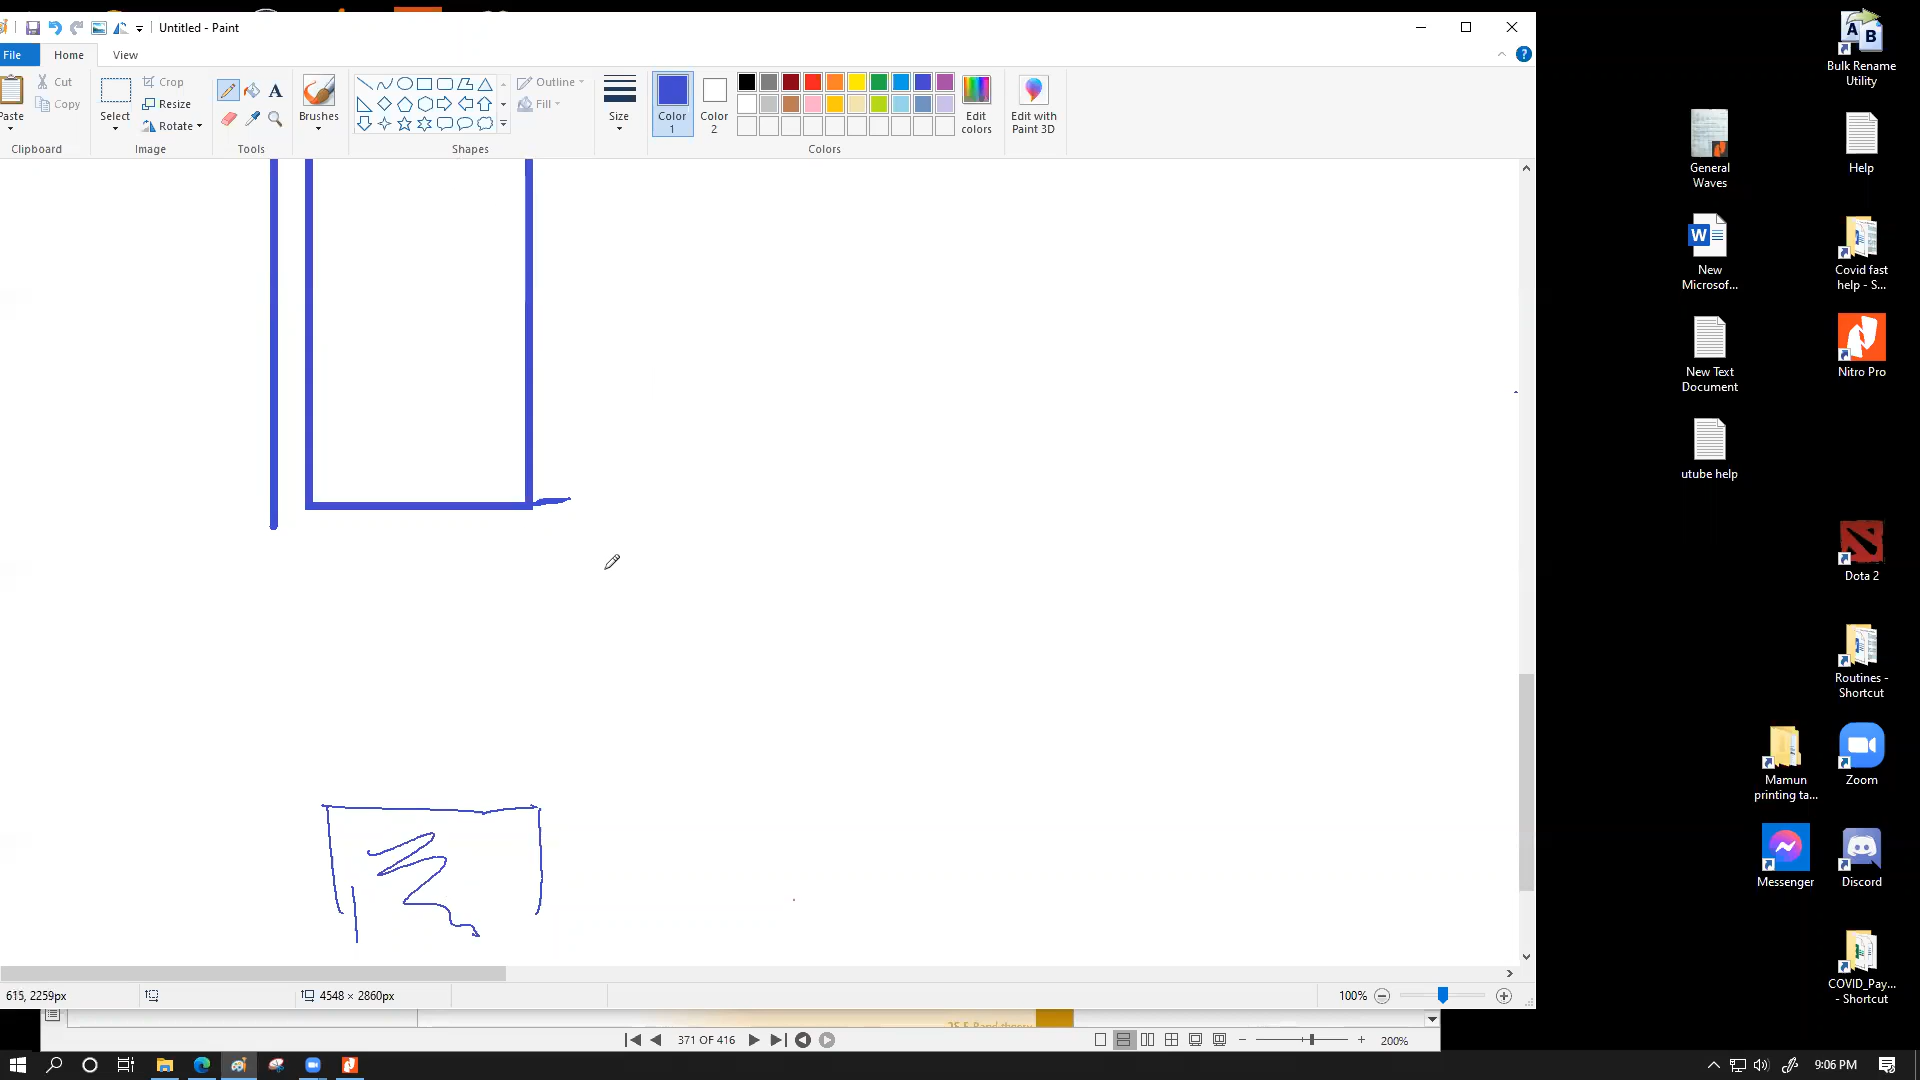 Untitled - Paint
File
Home
View
Paste
Cut
Copy
Clipboard
Select
Crop
Resize
Rotate
Image
Tools
Brushes
Shapes
Outline
Fill
Size
Color
1
Color
2
Edit
colors
Colors
Edit with
Paint 3D
615, 2259px
4548 × 2860px
100%
371 OF 416
200%
9:06 PM
Bulk Rename
Utility
General
Waves
Help
New
Microsof...
Covid fast
help - S...
New Text
Document
Nitro Pro
utube help
Dota 2
Routines -
Shortcut
Mamun
printing ta...
Zoom
Messenger
Discord
COVID_Pay...
- Shortcut